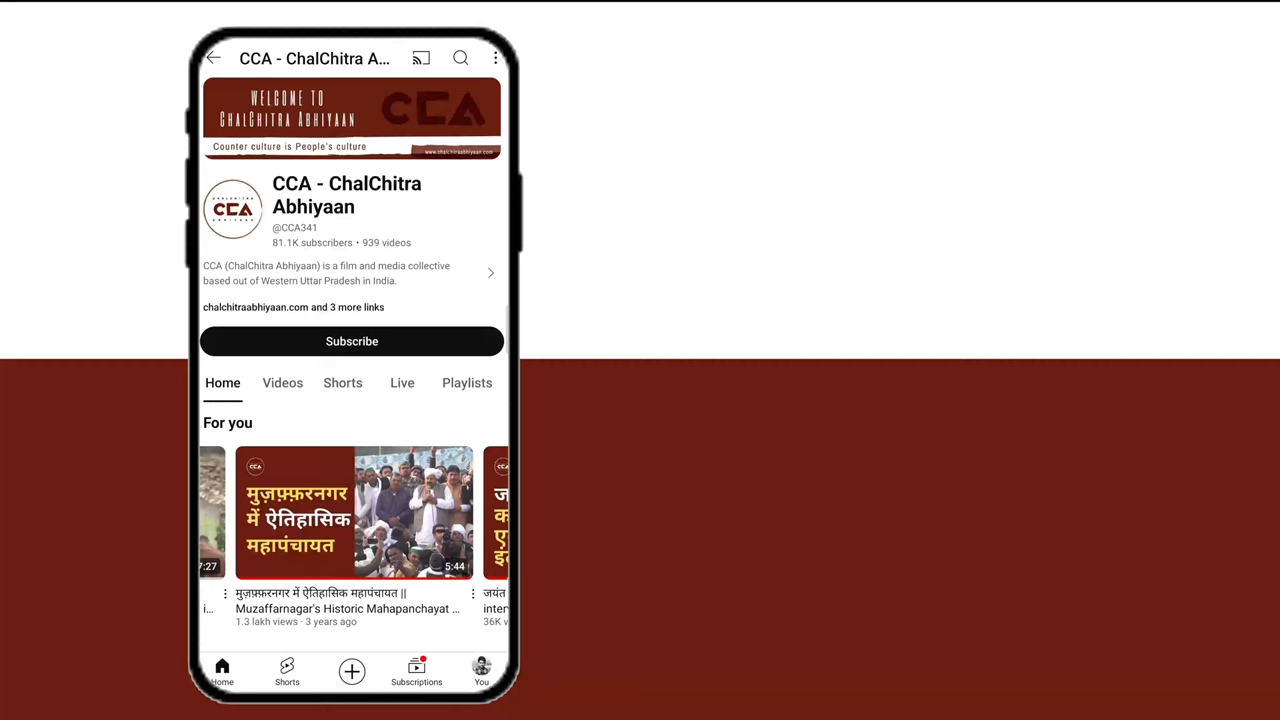 CCA - ChalChitra A...
WELCOME TO
CHALCHITRA ABHIYAAN
CCA
Counter culture is People's culture
www.chalchitraabhiyaan.com
CHALCHITRA
CCA
ABHIYAAN
CCA - ChalChitra
Abhiyaan
@CCA341
81.1K subscribers • 939 videos
CCA (ChalChitra Abhiyaan) is a film and media collective
based out of Western Uttar Pradesh in India.
chalchitraabhiyaan.com and 3 more links
Subscribe
Home Videos Shorts Live Playlists
For you
7:27
CCA
मुज़फ़्फ़रनगर
में ऐतिहासिक
महापंचायत
5:44
i...
मुज़फ़्फ़रनगर में ऐतिहासिक महापंचायत ||
Muzaffarnagar's Historic Mahapanchayat ...
1.3 lakh views · 3 years ago
जयंत
inter
36K v
Home Shorts Subscriptions You